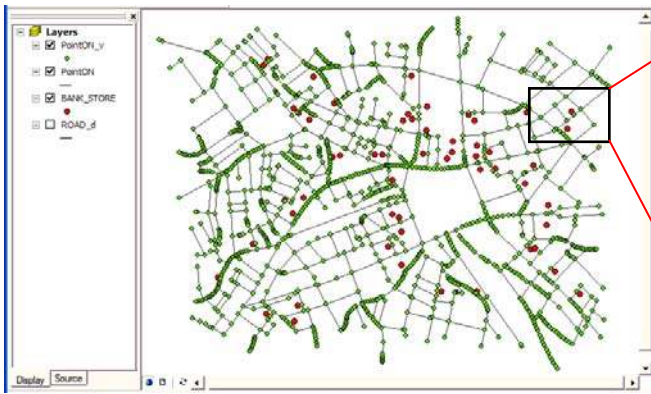 Layers
PointON_v
PointON
BANK_STORE
ROAD_d
Display Source